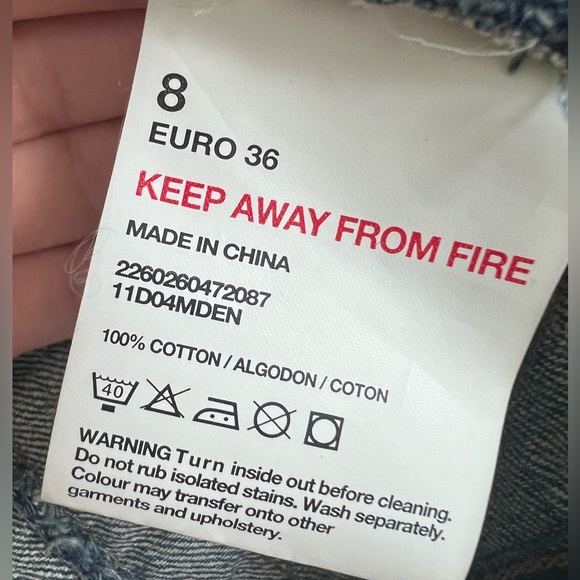 8
EURO 36
KEEP AWAY FROM FIRE
MADE IN CHINA
2260260472087
11D04MDEN
100% COTTON / ALGODON / COTON
40
WARNING Turn inside out before cleaning.
Do not rub isolated stains. Wash separately.
Colour may transfer onto other
garments and upholstery.